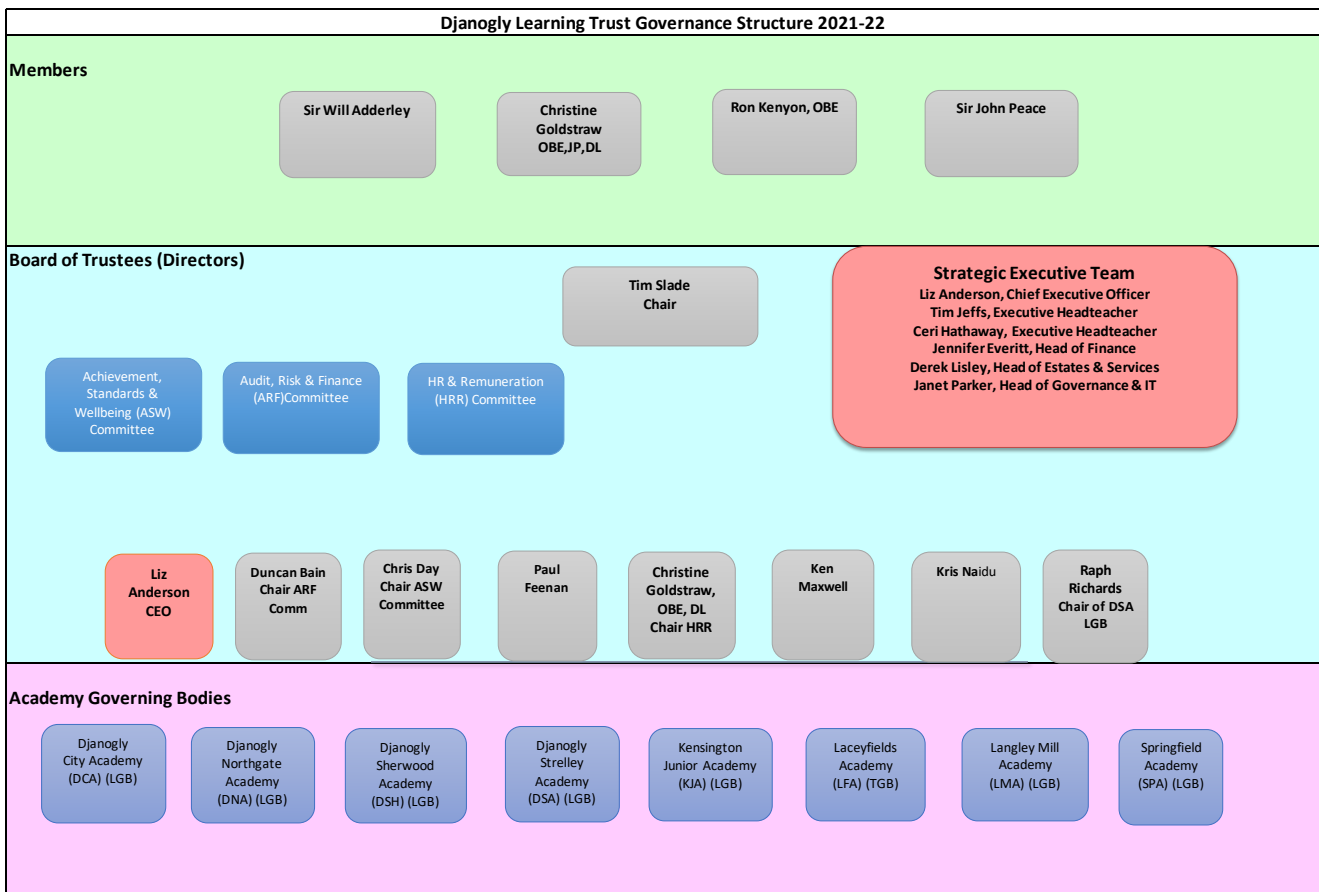 Djanogly Learning Trust Governance Structure 2021-22
Members
Sir Will Adderley
Christine
Goldstraw
OBE,JP,DL
Ron Kenyon, OBE
Sir John Peace
Board of Trustees (Directors)
Tim Slade
Chair
Strategic Executive Team
Liz Anderson, Chief Executive Officer
Tim Jeffs, Executive Headteacher
Ceri Hathaway, Executive Headteacher
Jennifer Everitt, Head of Finance
Derek Lisley, Head of Estates & Services
Janet Parker, Head of Governance & IT
Achievement,
Standards &
Wellbeing (ASW)
Committee
Audit, Risk & Finance
(ARF)Committee
HR & Remuneration
(HRR) Committee
Liz
Anderson
CEO
Duncan Bain
Chair ARF
Comm
Chris Day
Chair ASW
Committee
Paul
Feenan
Christine
Goldstraw,
OBE, DL
Chair HRR
Ken
Maxwell
Kris Naidu
Raph
Richards
Chair of DSA
LGB
Academy Governing Bodies
Djanogly
City Academy
(DCA) (LGB)
Djanogly
Northgate
Academy
(DNA) (LGB)
Djanogly
Sherwood
Academy
(DSH) (LGB)
Djanogly
Strelley
Academy
(DSA) (LGB)
Kensington
Junior Academy
(KJA) (LGB)
Laceyfields
Academy
(LFA) (TGB)
Langley Mill
Academy
(LMA) (LGB)
Springfield
Academy
(SPA) (LGB)